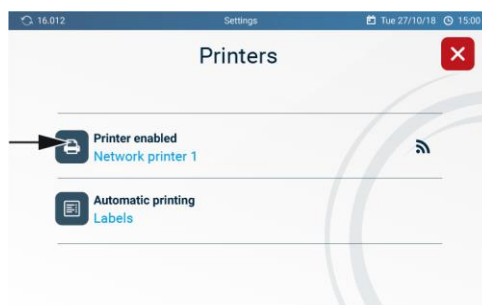 16.012 Settings Tue 27/10/18 15:00
Printers
Printer enabled
Network printer 1
Automatic printing
Labels